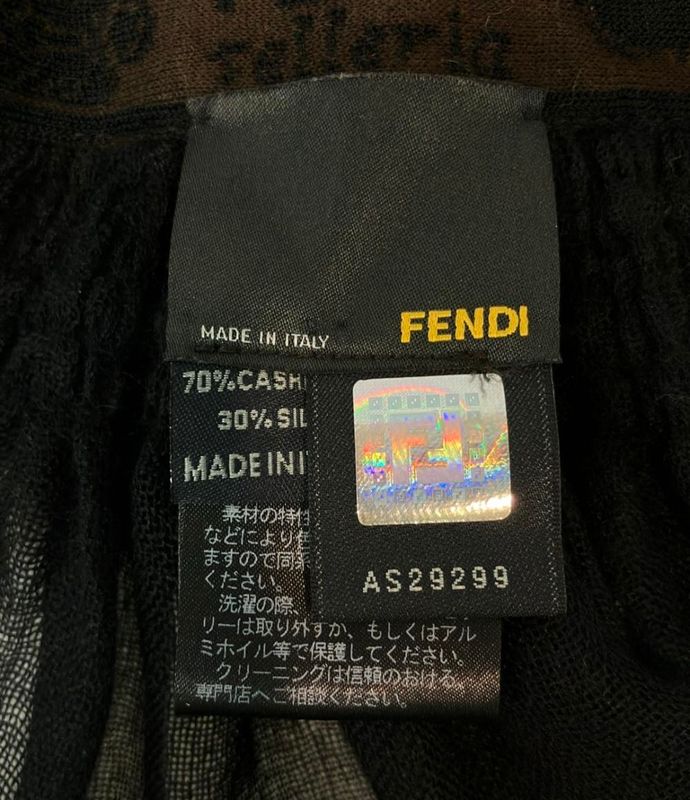 relleria
MADE IN ITALY
FENDI
70%CASH
30%SIL
MADE IN I
AS29299
素材の特性
などにより色
ますので同系
ください。
洗濯の際、
リーは取り外すか、もしくはアル
ミホイル等で保護してください。
クリーニングは信頼のおける。
専門店へご相談ください。